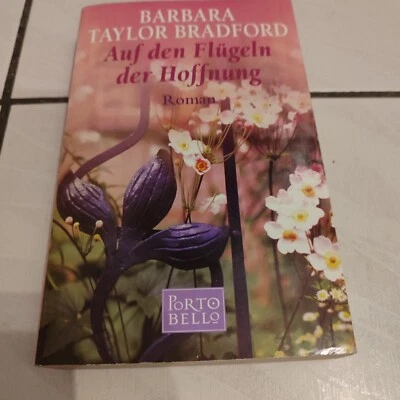 BARBARA
TAYLOR BRADFORD
Auf den Flügeln
der Hoffnung
Roman
PORTO
BELLO